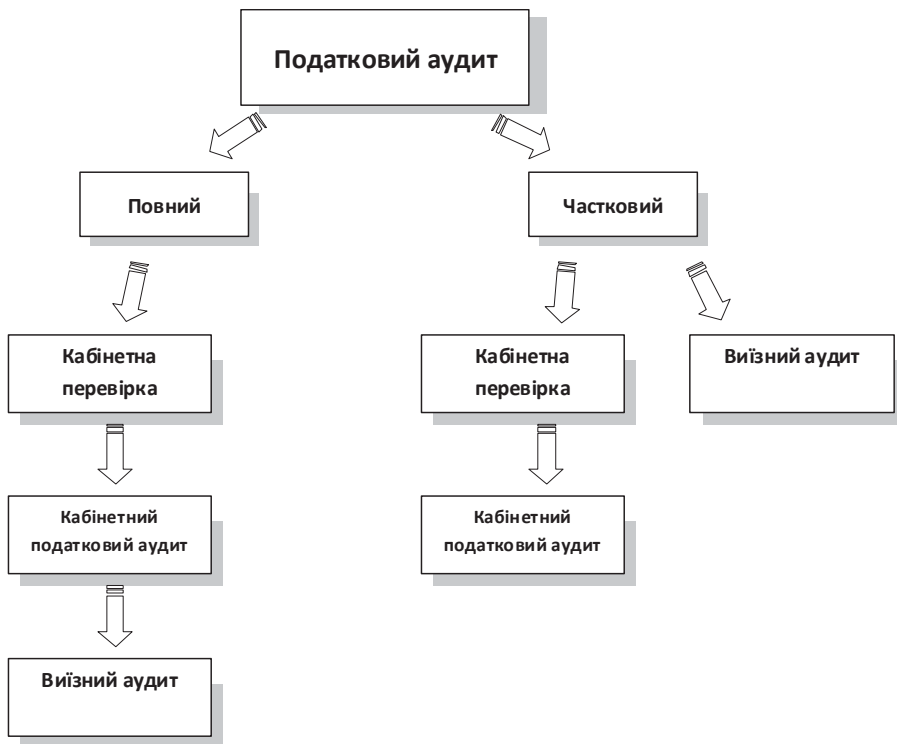 Податковий аудит
Повний
Частковий
Кабінетна
перевірка
Кабінетна
перевірка
Виїзний аудит
Кабінетний
податковий аудит
Кабінетний
податковий аудит
Виїзний аудит